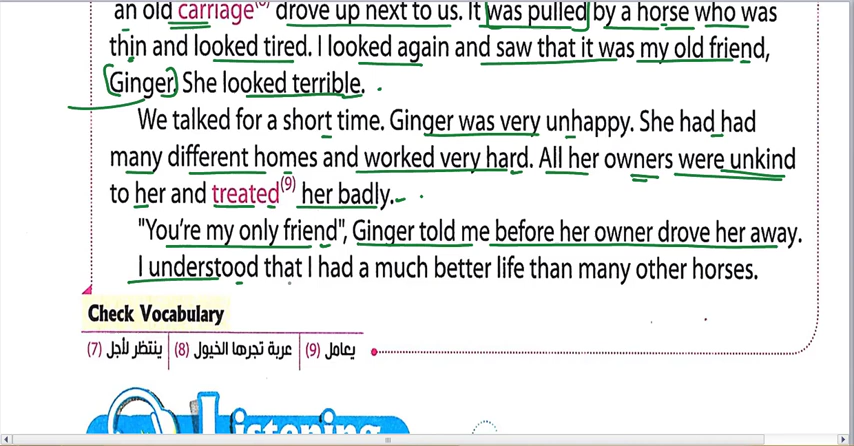 an old carriage⁽⁸⁾ drove up next to us. It was pulled by a horse who was
thin and looked tired. I looked again and saw that it was my old friend,
Ginger. She looked terrible.
We talked for a short time. Ginger was very unhappy. She had had
many different homes and worked very hard. All her owners were unkind
to her and treated⁽⁹⁾ her badly.
"You're my only friend", Ginger told me before her owner drove her away.
I understood that I had a much better life than many other horses.
Check Vocabulary
(7) ينتظر لأجل (8) عربة تجرها الخيول (9) يعامل
Listening